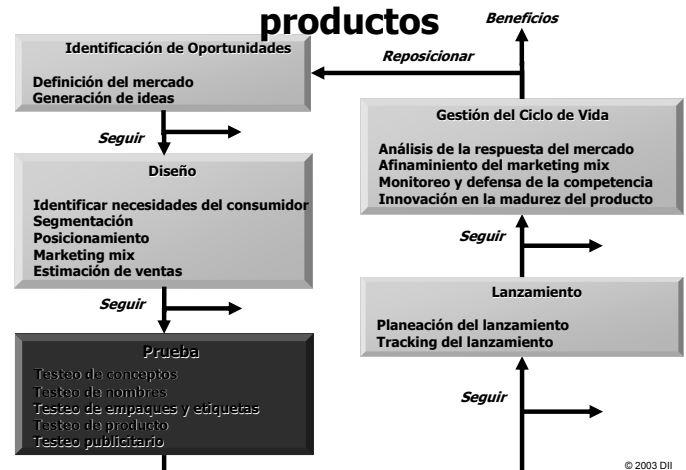 productos
Identificación de Oportunidades
Definición del mercado
Generación de ideas
Seguir
Diseño
Identificar necesidades del consumidor
Segmentación
Posicionamiento
Marketing mix
Estimación de ventas
Seguir
Prueba
Testeo de conceptos
Testeo de nombres
Testeo de empaques y etiquetas
Testeo de producto
Testeo publicitario
Beneficios
Reposicionar
Gestión del Ciclo de Vida
Análisis de la respuesta del mercado
Afinaminiento del marketing mix
Monitoreo y defensa de la competencia
Innovación en la madurez del producto
Seguir
Lanzamiento
Planeación del lanzamiento
Tracking del lanzamiento
Seguir
© 2003 DII